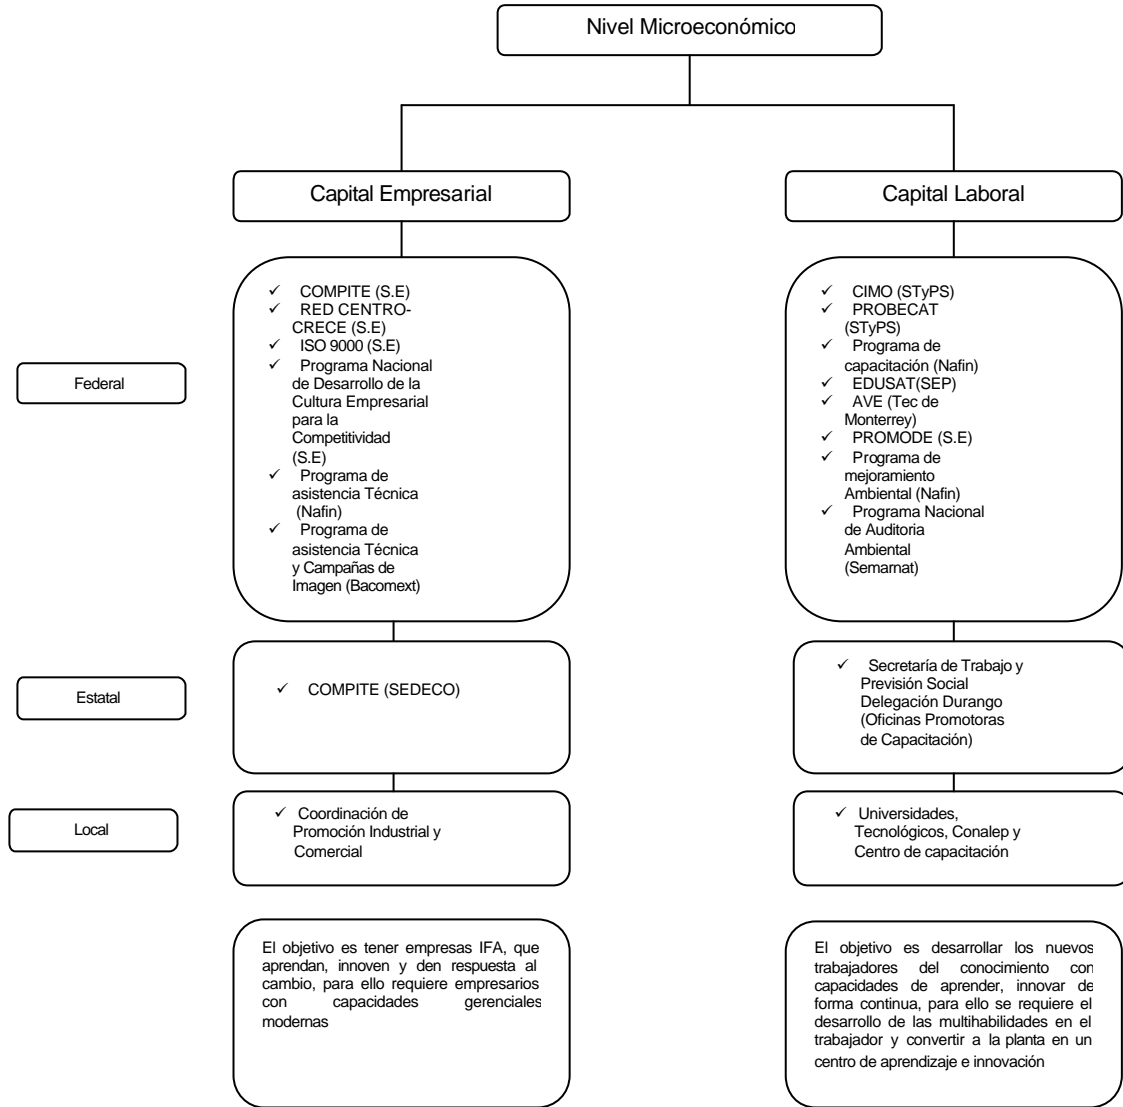 Nivel Microeconómico
Capital Empresarial
Capital Laboral
Federal
✓ COMPITE (S.E)
✓ RED CENTRO-
CRECE (S.E)
✓ ISO 9000 (S.E)
✓ Programa Nacional
de Desarrollo de la
Cultura Empresarial
para la
Competitividad
(S.E)
✓ Programa de
asistencia Técnica
(Nafin)
✓ Programa de
asistencia Técnica
y Campañas de
Imagen (Bacomext)
✓ CIMO (STyPS)
✓ PROBECAT
(STyPS)
✓ Programa de
capacitación (Nafin)
✓ EDUSAT(SEP)
✓ AVE (Tec de
Monterrey)
✓ PROMODE (S.E)
✓ Programa de
mejoramiento
Ambiental (Nafin)
✓ Programa Nacional
de Auditoria
Ambiental
(Semarnat)
Estatal
✓ COMPITE (SEDECO)
✓ Secretaría de Trabajo y
Previsión Social
Delegación Durango
(Oficinas Promotoras
de Capacitación)
Local
✓ Coordinación de
Promoción Industrial y
Comercial
✓ Universidades,
Tecnológicos, Conalep y
Centro de capacitación
El objetivo es tener empresas IFA, que
aprendan, innoven y den respuesta al
cambio, para ello requiere empresarios
con capacidades gerenciales
modernas
El objetivo es desarrollar los nuevos
trabajadores del conocimiento con
capacidades de aprender, innovar de
forma continua, para ello se requiere el
desarrollo de las multihabilidades en el
trabajador y convertir a la planta en un
centro de aprendizaje e innovación